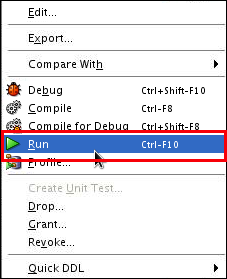 Edit...
Export...
Compare With
Debug Ctrl+Shift-F10
Compile Ctrl-F8
Compile for Debug Ctrl+Shift-F8
Run Ctrl-F10
Profile...
Create Unit Test...
Drop...
Grant...
Revoke...
Quick DDL